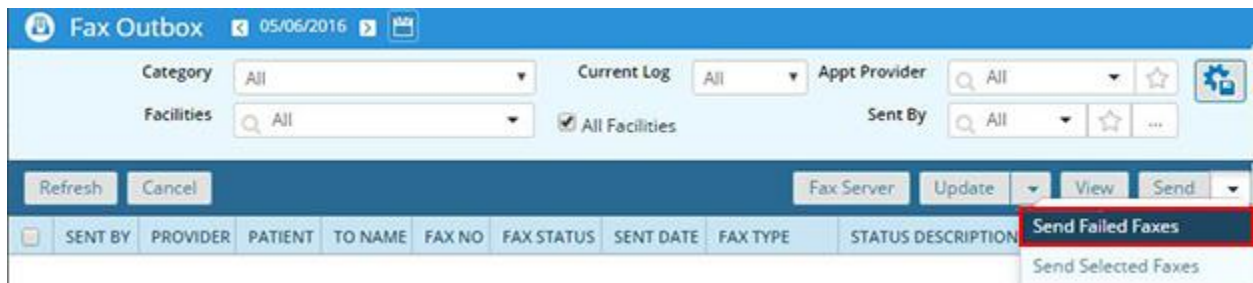 Fax Outbox 05/06/2016
Category All Current Log All Appt Provider All
Facilities All All Facilities Sent By All ...
Refresh Cancel Fax Server Update View Send
SENT BY PROVIDER PATIENT TO NAME FAX NO FAX STATUS SENT DATE FAX TYPE STATUS DESCRIPTION
Send Failed Faxes
Send Selected Faxes